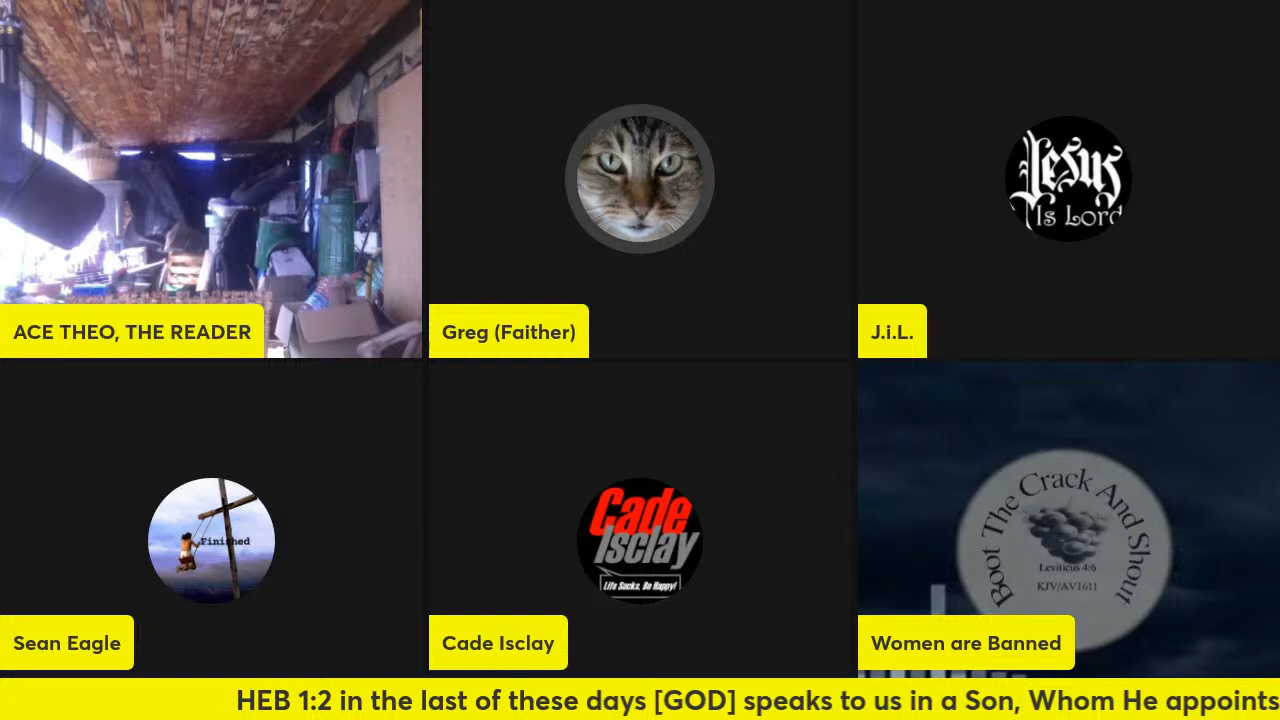 ACE THEO, THE READER
Greg (Faither)
Jesus
Is Lord
J.i.L.
Finished
Sean Eagle
Cade
Isclay
Life Sucks, Be Happy!
Cade Isclay
Boot The Crack And Shout
Leviticus 4:6
KJV/AV1611
Women are Banned
HEB 1:2 in the last of these days [GOD] speaks to us in a Son, Whom He appoints